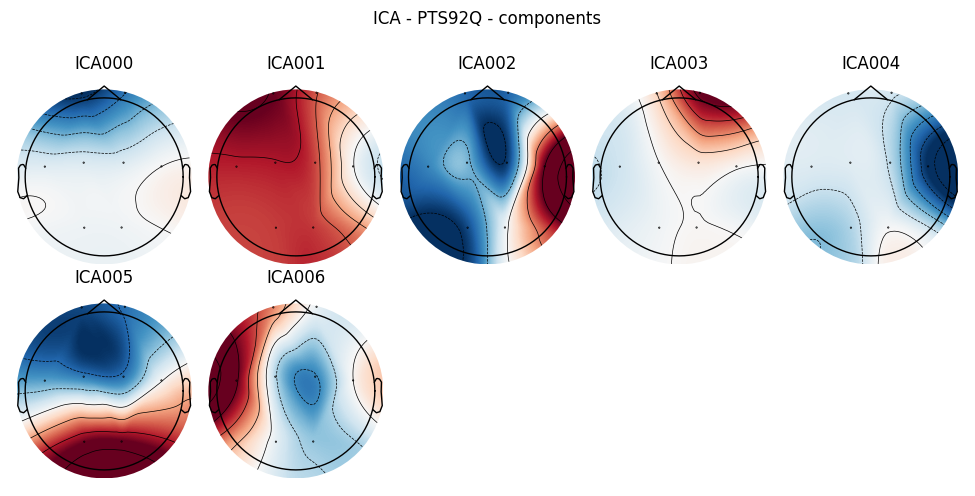 ICA - PTS92Q - components
ICA000
ICA001
ICA002
ICA003
ICA004
ICA005
ICA006